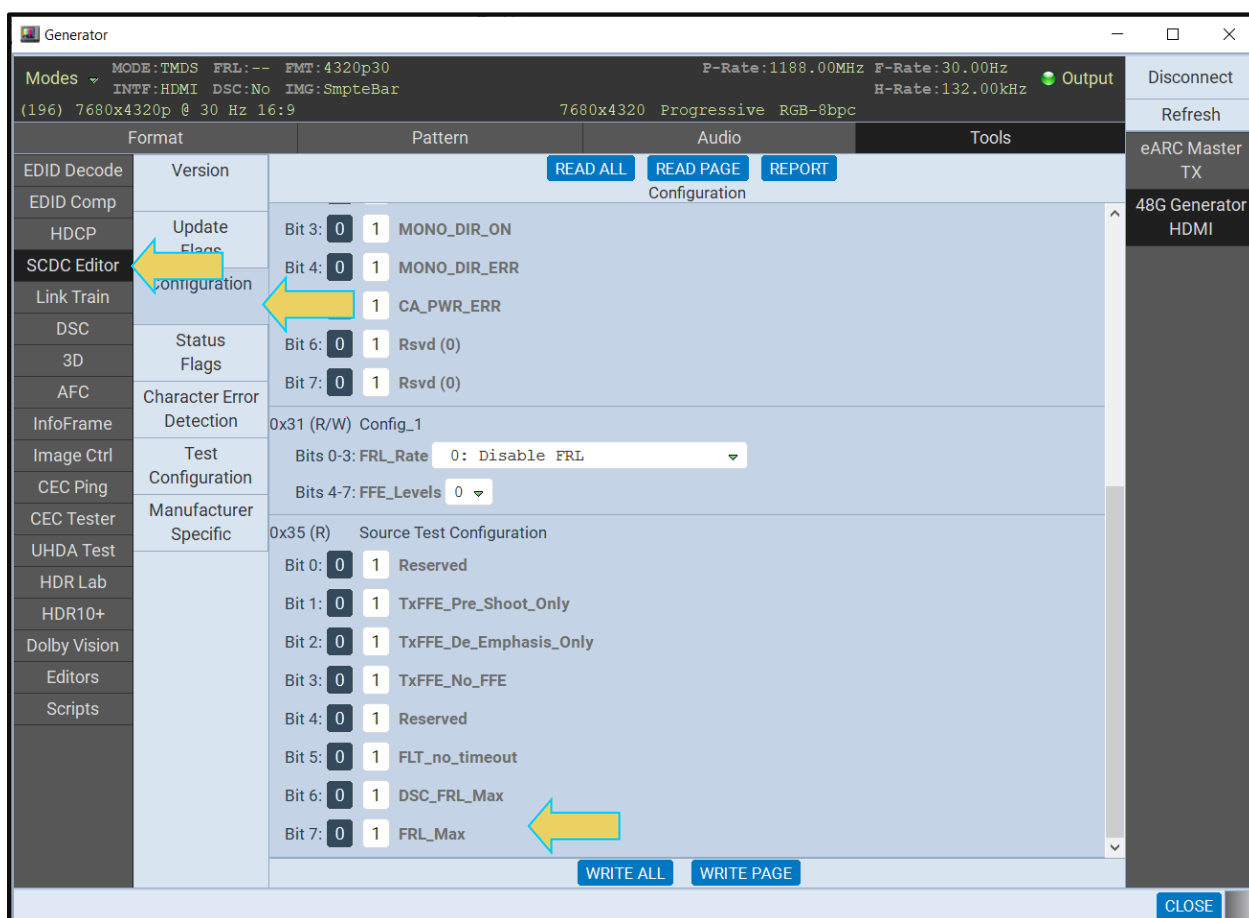 Generator
Modes MODE:TMDS FRL:-- FMT:4320p30 P-Rate:1188.00MHz F-Rate:30.00Hz
INTF:HDMI DSC:No IMG:SmpteBar H-Rate:132.00kHz Output
(196) 7680x4320p @ 30 Hz 16:9 7680x4320 Progressive RGB-8bpc
Disconnect
Refresh
eARC Master
TX
48G Generator
HDMI
Format Pattern Audio Tools
EDID Decode
EDID Comp
HDCP
SCDC Editor
Link Train
DSC
3D
AFC
InfoFrame
Image Ctrl
CEC Ping
CEC Tester
UHDA Test
HDR Lab
HDR10+
Dolby Vision
Editors
Scripts
Version
Update
Flags
Configuration
Status
Flags
Character Error
Detection
Test
Configuration
Manufacturer
Specific
READ ALL READ PAGE REPORT
Configuration
Bit 3: 0 1 MONO_DIR_ON
Bit 4: 0 1 MONO_DIR_ERR
1 CA_PWR_ERR
Bit 6: 0 1 Rsvd (0)
Bit 7: 0 1 Rsvd (0)
0x31 (R/W) Config_1
Bits 0-3: FRL_Rate 0: Disable FRL
Bits 4-7: FFE_Levels 0
0x35 (R) Source Test Configuration
Bit 0: 0 1 Reserved
Bit 1: 0 1 TxFFE_Pre_Shoot_Only
Bit 2: 0 1 TxFFE_De_Emphasis_Only
Bit 3: 0 1 TxFFE_No_FFE
Bit 4: 0 1 Reserved
Bit 5: 0 1 FLT_no_timeout
Bit 6: 0 1 DSC_FRL_Max
Bit 7: 0 1 FRL_Max
WRITE ALL WRITE PAGE
CLOSE